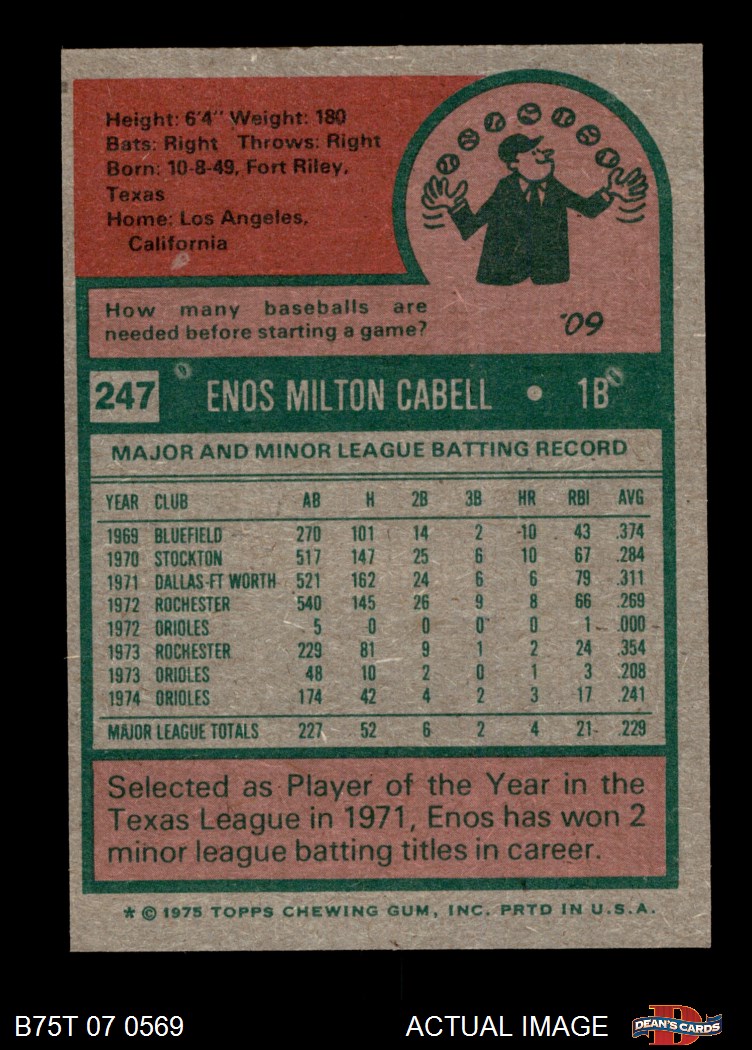 Height: 6'4" Weight: 180
Bats: Right Throws: Right
Born: 10-8-49, Fort Riley,
Texas
Home: Los Angeles,
California
How many baseballs are
needed before starting a game?
'09
247 ENOS MILTON CABELL • 1B
MAJOR AND MINOR LEAGUE BATTING RECORD
YEAR CLUB AB H 2B 3B HR RBI AVG
1969 BLUEFIELD 270 101 14 2 10 43 .374
1970 STOCKTON 517 147 25 6 10 67 .284
1971 DALLAS-FT WORTH 521 162 24 6 6 79 .311
1972 ROCHESTER 540 145 26 9 8 66 .269
1972 ORIOLES 5 0 0 0 0 1 .000
1973 ROCHESTER 229 81 9 1 2 24 .354
1973 ORIOLES 48 10 2 0 1 3 .208
1974 ORIOLES 174 42 4 2 3 17 .241
MAJOR LEAGUE TOTALS 227 52 6 2 4 21 .229
Selected as Player of the Year in the
Texas League in 1971, Enos has won 2
minor league batting titles in career.
* © 1975 TOPPS CHEWING GUM, INC. PRTD IN U.S.A.
B75T 07 0569 ACTUAL IMAGE DEAN'S CARDS